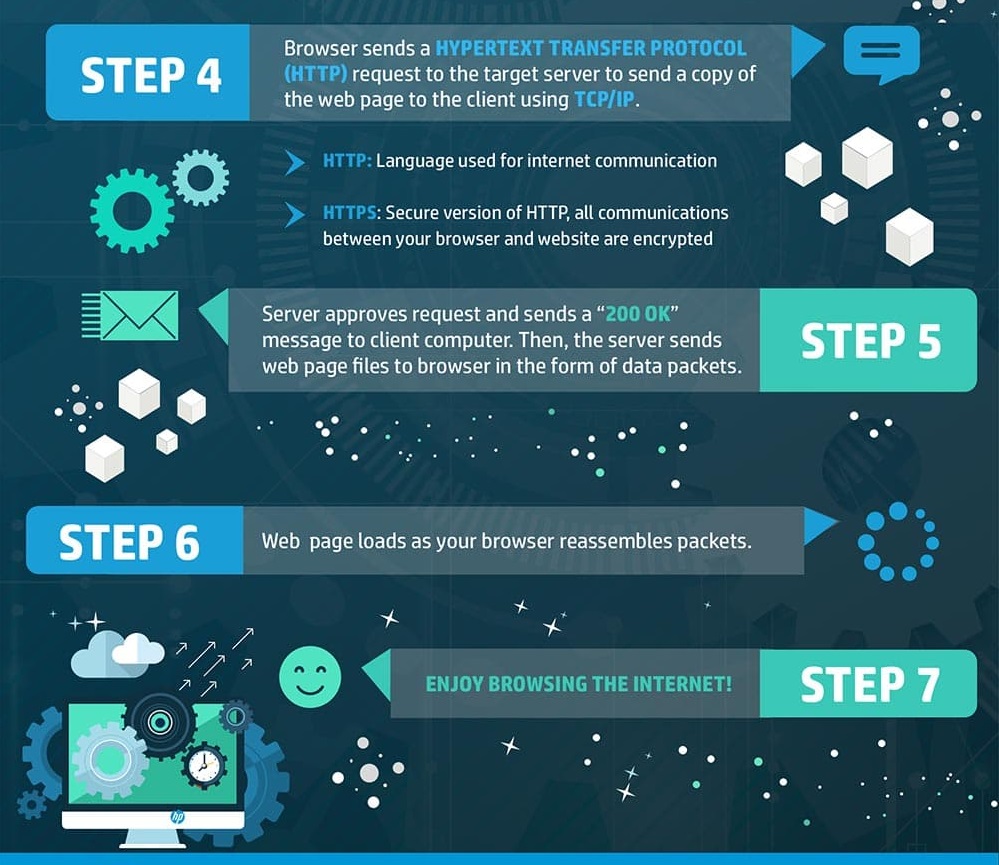 STEP 4
Browser sends a HYPERTEXT TRANSFER PROTOCOL
(HTTP) request to the target server to send a copy of
the web page to the client using TCP/IP.
HTTP: Language used for internet communication
HTTPS: Secure version of HTTP, all communications
between your browser and website are encrypted
Server approves request and sends a “200 OK”
message to client computer. Then, the server sends
web page files to browser in the form of data packets.
STEP 5
STEP 6
Web page loads as your browser reassembles packets.
ENJOY BROWSING THE INTERNET!
STEP 7
hp